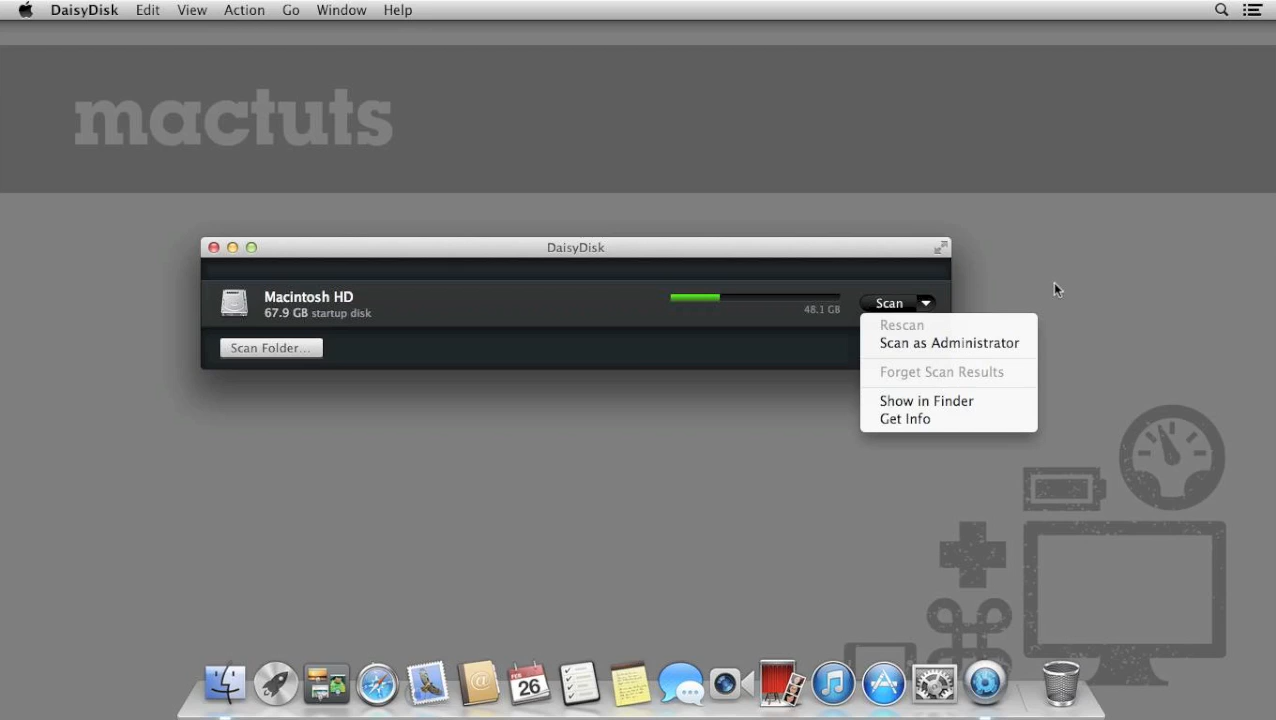 DaisyDisk Edit View Action Go Window Help
mactuts
DaisyDisk
Macintosh HD
67.9 GB startup disk
48.1 GB
Scan
Rescan
Scan as Administrator
Scan Folder...
Forget Scan Results
Show in Finder
Get Info
26